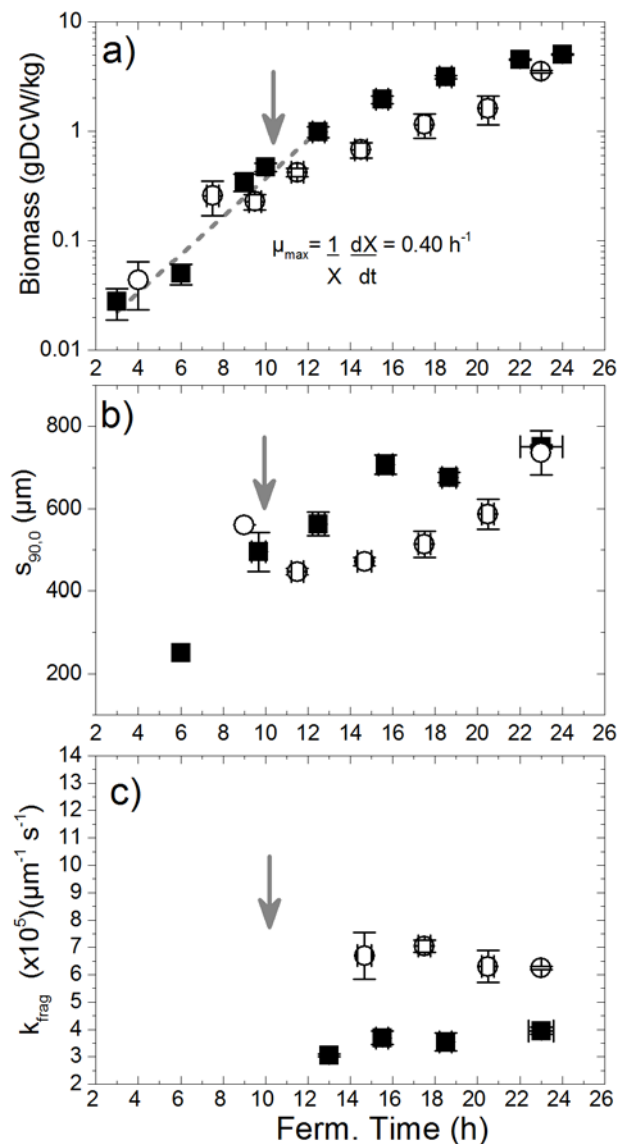 a)
Biomass (gDCW/kg)
10
1
0.1
0.01
μmax= 1/X dX/dt = 0.40 h-1
2 4 6 8 10 12 14 16 18 20 22 24 26
b)
s90,0 (μm)
800
600
400
200
2 4 6 8 10 12 14 16 18 20 22 24 26
c)
kfrag (x10^5)(μm-1 s-1)
14
13
12
11
10
9
8
7
6
5
4
3
2
2 4 6 8 10 12 14 16 18 20 22 24 26
Ferm. Time (h)